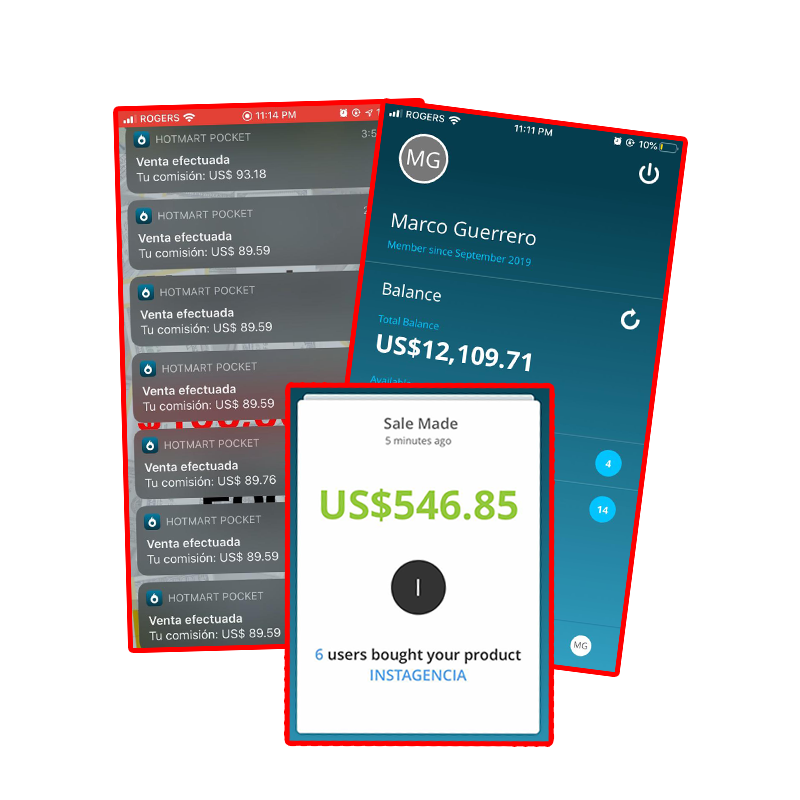 ROGERS 11:14 PM
HOTMART POCKET
Venta efectuada
Tu comisión: US$ 93.18
HOTMART POCKET
Venta efectuada
Tu comisión: US$ 89.59
HOTMART POCKET
Venta efectuada
Tu comisión: US$ 89.59
HOTMART POCKET
Venta efectuada
Tu comisión: US$ 89.59
HOTMART POCKET
Venta efectuada
Tu comisión: US$ 89.76
HOTMART POCKET
Venta efectuada
Tu comisión: US$ 89.59
HOTMART POCKET
Venta efectuada
Tu comisión: US$ 89.59
ROGERS 11:11 PM 10%
MG
Marco Guerrero
Member since September 2019
Balance
Total Balance
US$12,109.71
4
14
MG
Sale Made
5 minutes ago
US$546.85
I
6 users bought your product
INSTAGENCIA